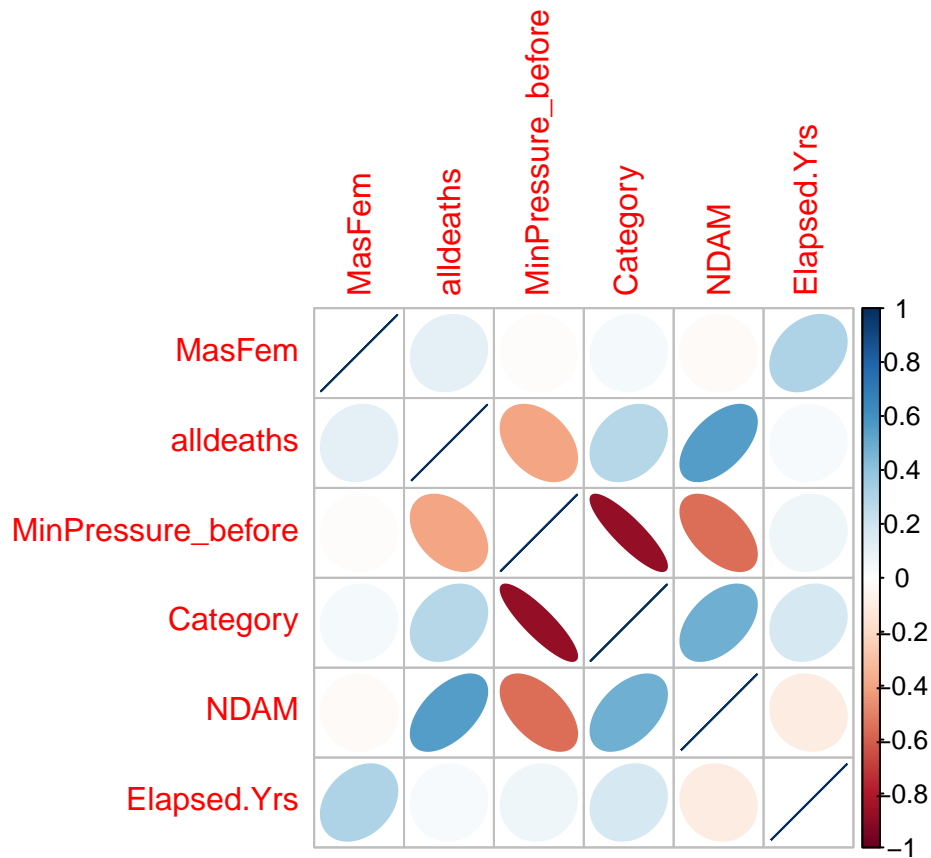 MasFem
alldeaths
MinPressure_before
Category
NDAM
Elapsed.Yrs
MasFem
alldeaths
MinPressure_before
Category
NDAM
Elapsed.Yrs
1
0.8
0.6
0.4
0.2
0
−0.2
−0.4
−0.6
−0.8
−1